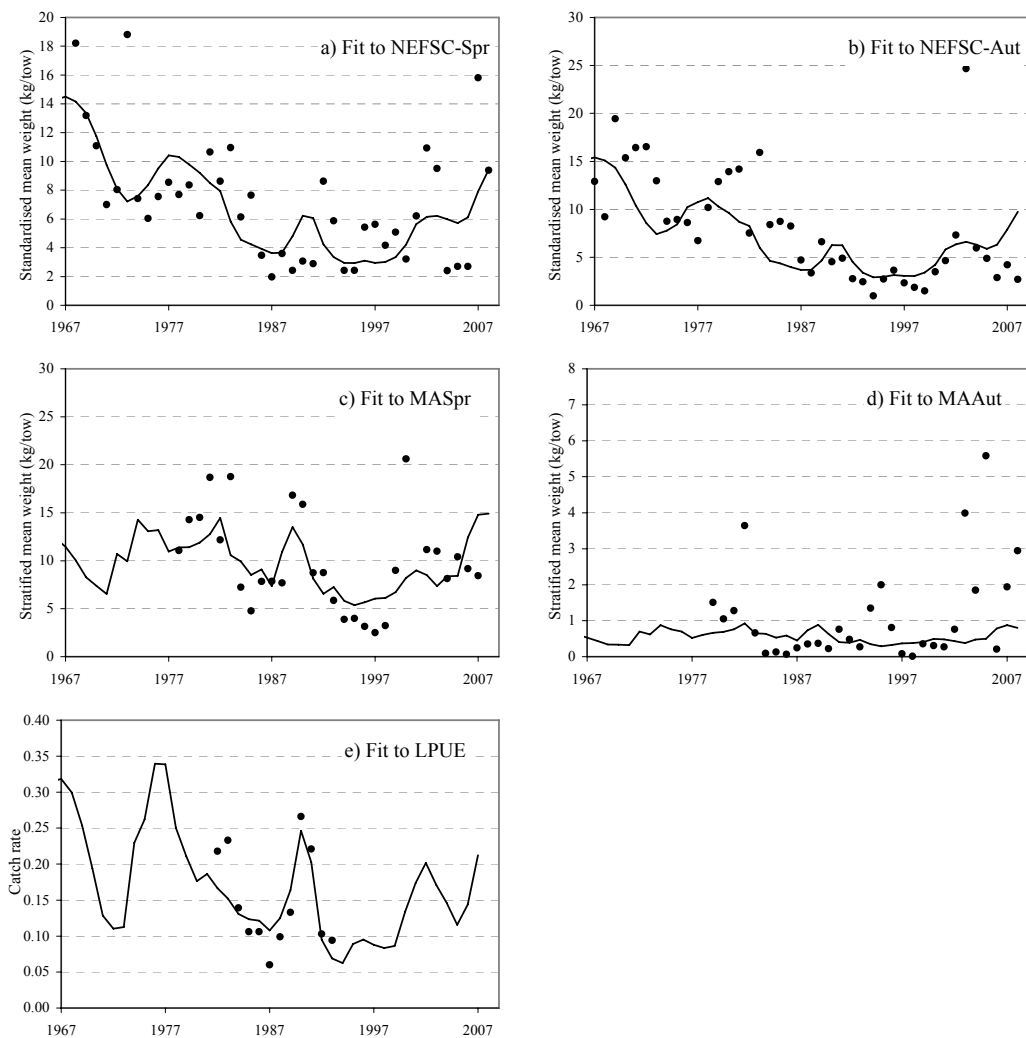 a) Fit to NEFSC-Spr
Standardised mean weight (kg/tow)
20
18
16
14
12
10
8
6
4
2
0
1967 1977 1987 1997 2007
b) Fit to NEFSC-Aut
Standardised mean weight (kg/tow)
30
25
20
15
10
5
0
1967 1977 1987 1997 2007
c) Fit to MASpr
Stratified mean weight (kg/tow)
30
25
20
15
10
5
0
1967 1977 1987 1997 2007
d) Fit to MAAut
Stratified mean weight (kg/tow)
8
7
6
5
4
3
2
1
0
1967 1977 1987 1997 2007
e) Fit to LPUE
Catch rate
0.40
0.35
0.30
0.25
0.20
0.15
0.10
0.05
0.00
1967 1977 1987 1997 2007